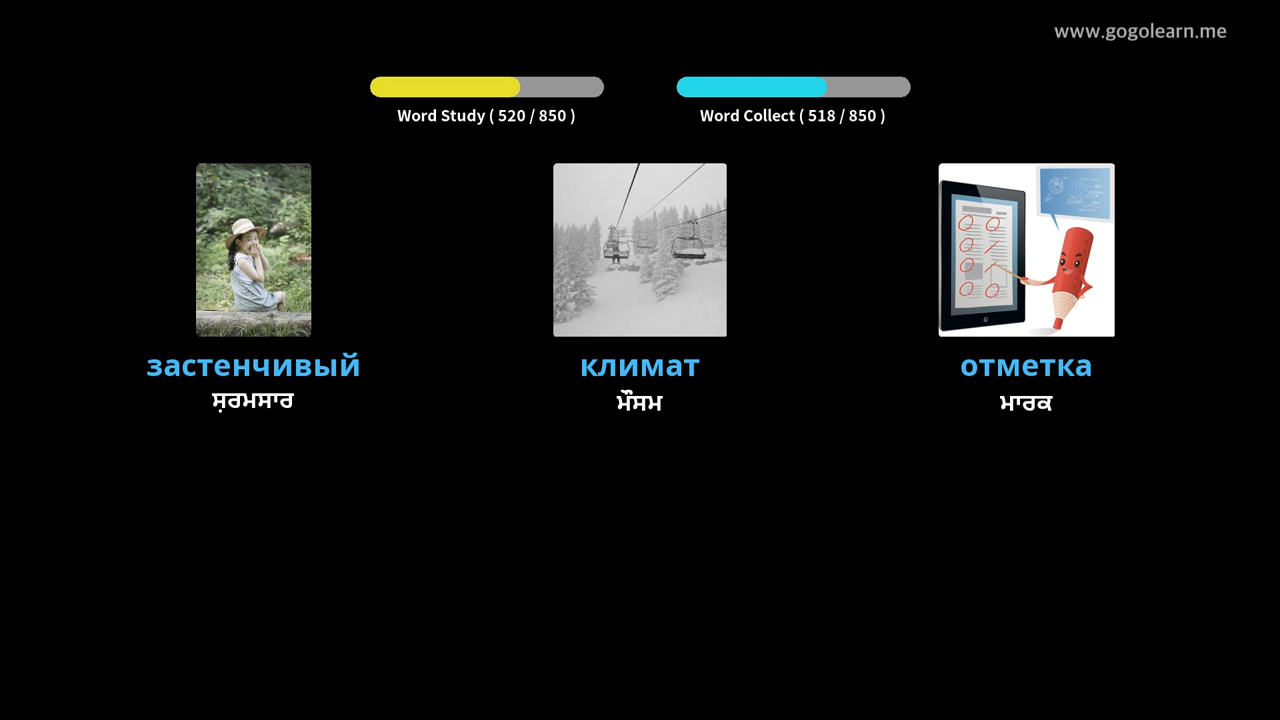 www.gogolearn.me
Word Study ( 520 / 850 )
Word Collect ( 518 / 850 )
застенчивый
климат
отметка
ਸ਼ਰਮਸਾਰ
ਮੌਸਮ
ਮਾਰਕ